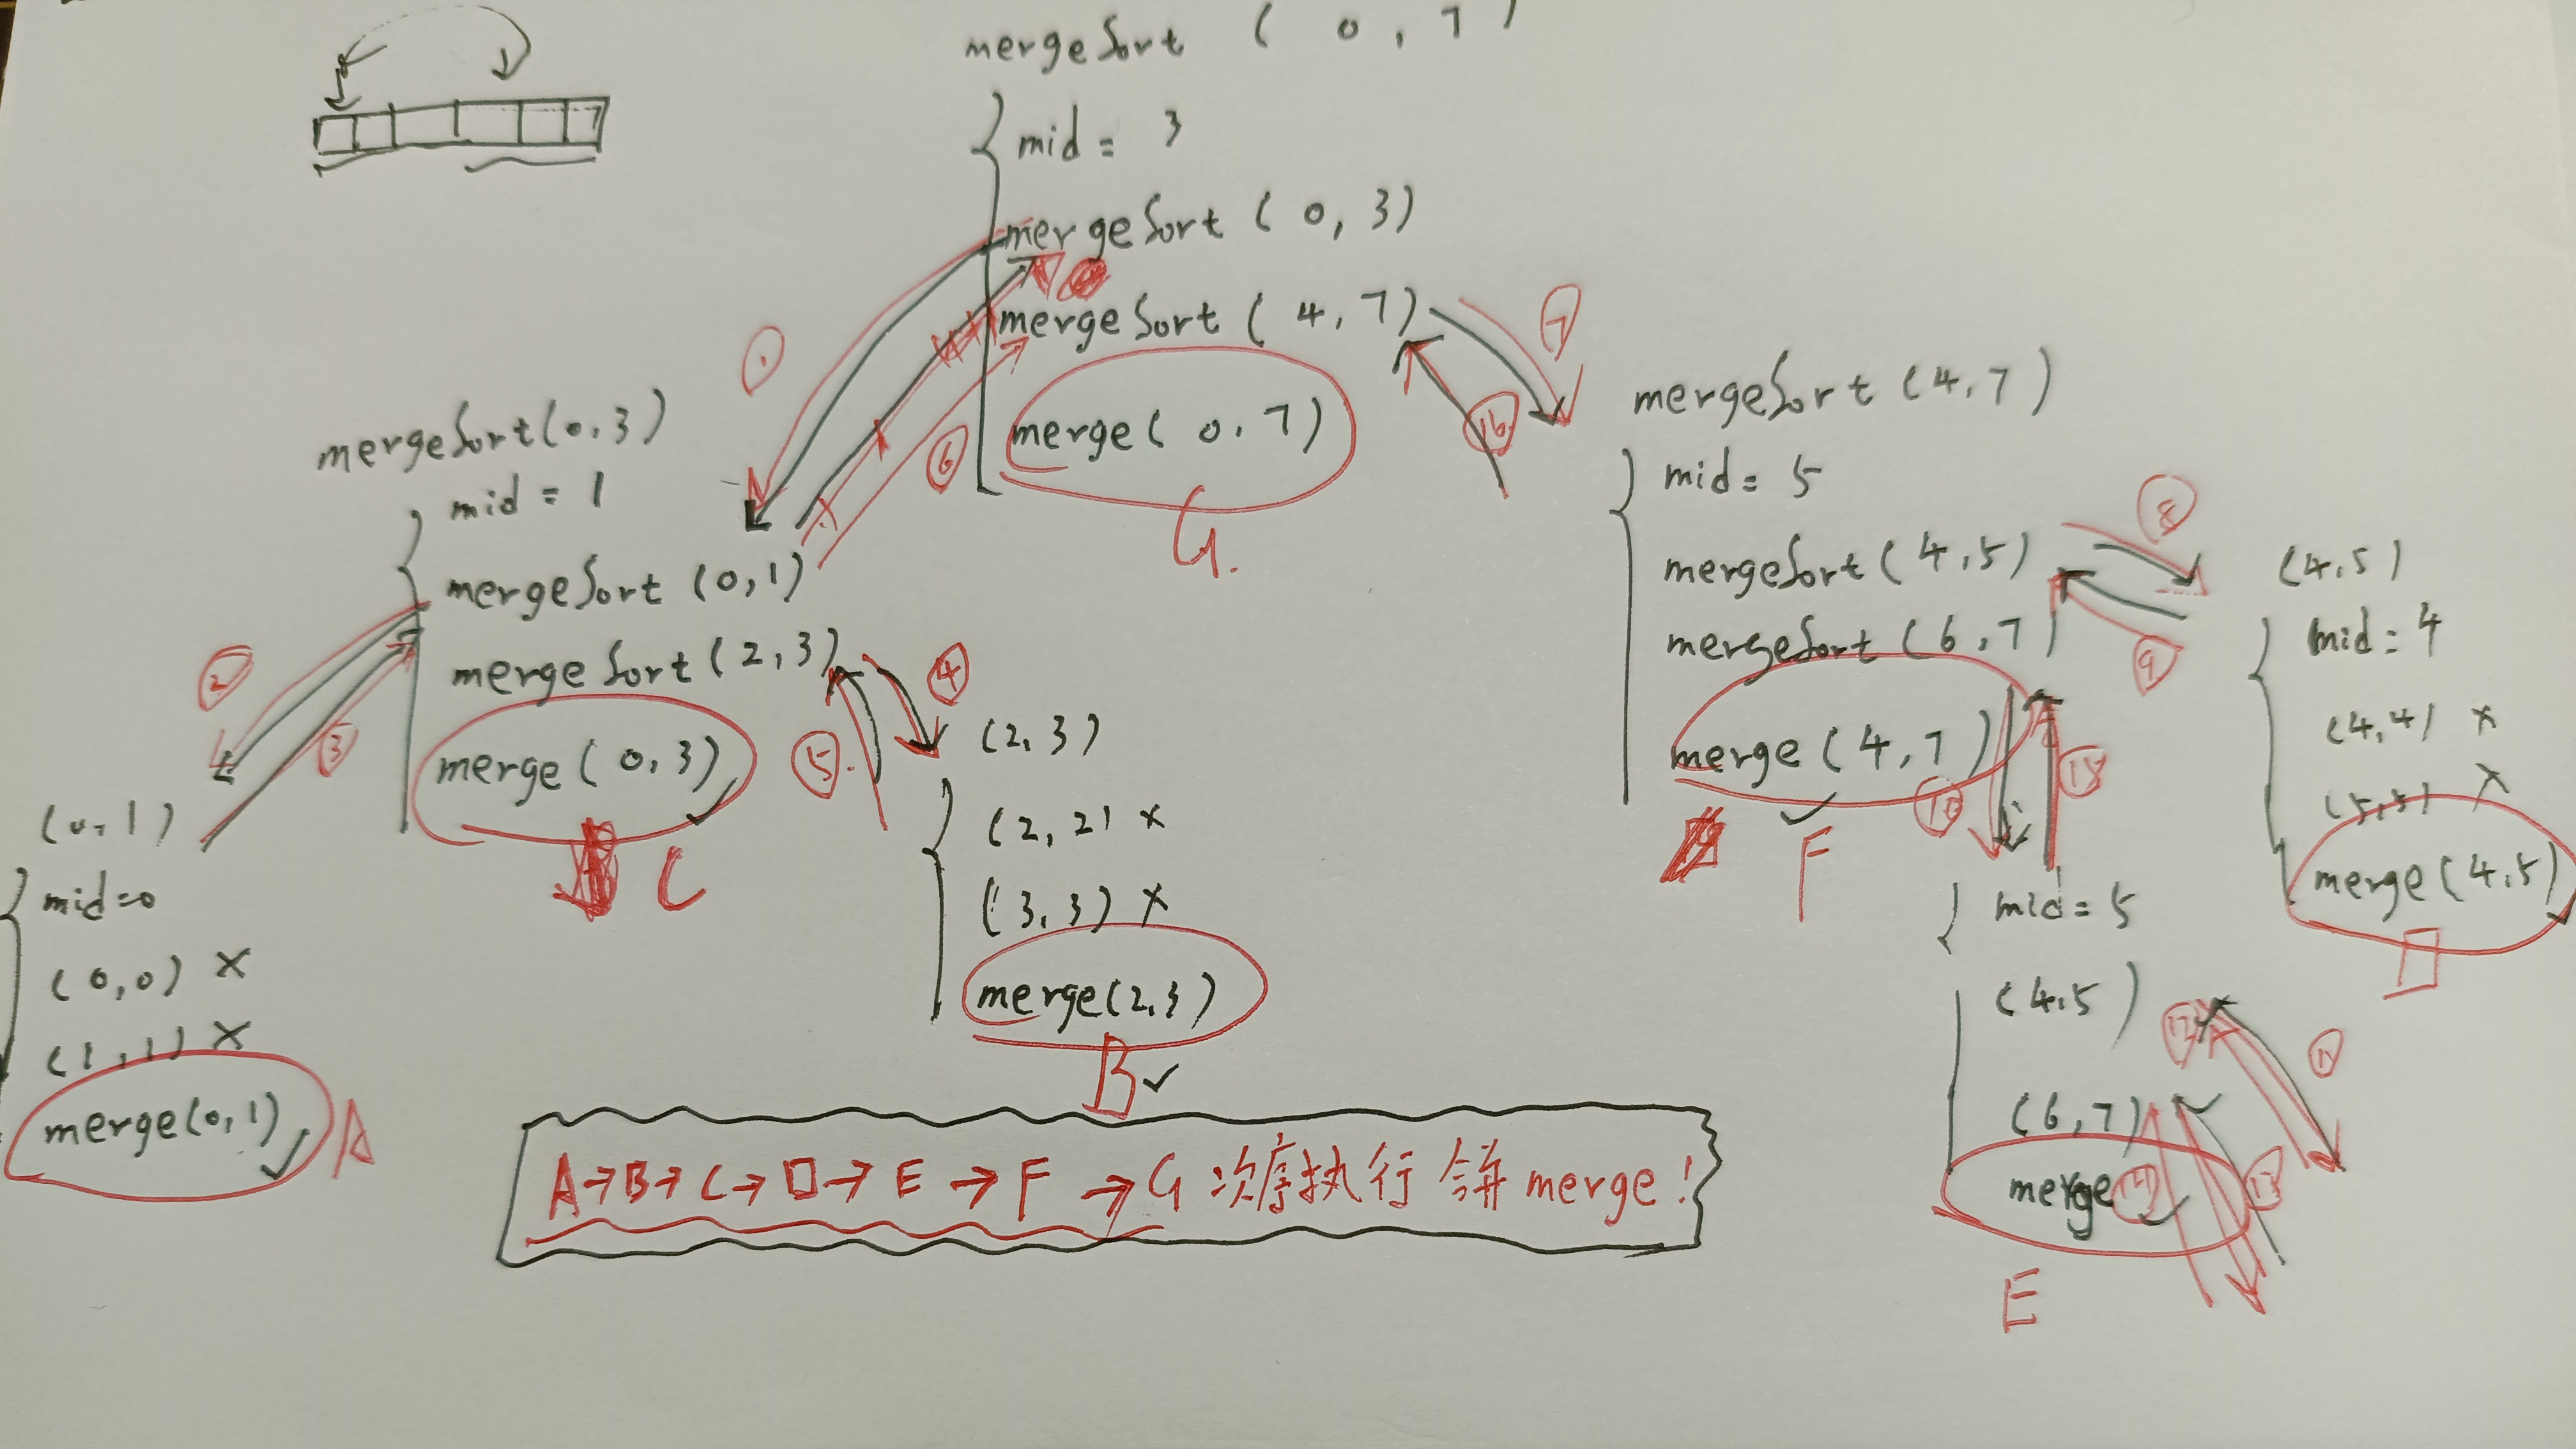 mergeSort ( 0 , 7 )
mid = 3
mergeSort ( 0 , 3 )
mergeSort ( 4 , 7 )
merge ( 0 , 7 )
G.
①
⑥
⑦
⑯
mergeSort (0,3)
mid = 1
mergeSort (0,1)
mergeSort (2,3)
merge ( 0,3)
C
②
③
④
⑤.
(0,1)
mid=0
(0,0) ×
(1,1) ×
merge(0,1)
A
(2,3)
(2,2) ×
(3,3) ×
merge(2,3)
B
mergeSort (4,7)
mid = 5
mergeSort (4,5)
mergeSort (6,7)
merge (4,7)
F
⑧
⑨
⑩
⑮
(4,5)
mid = 4
(4,4) ×
(5,5) ×
merge(4,5)
D
mid = 5
(4,5)
(6,7)
merge
⑪
⑫
⑬
⑭
E
A→B→C→D→E→F→G 次序执行 合并 merge!